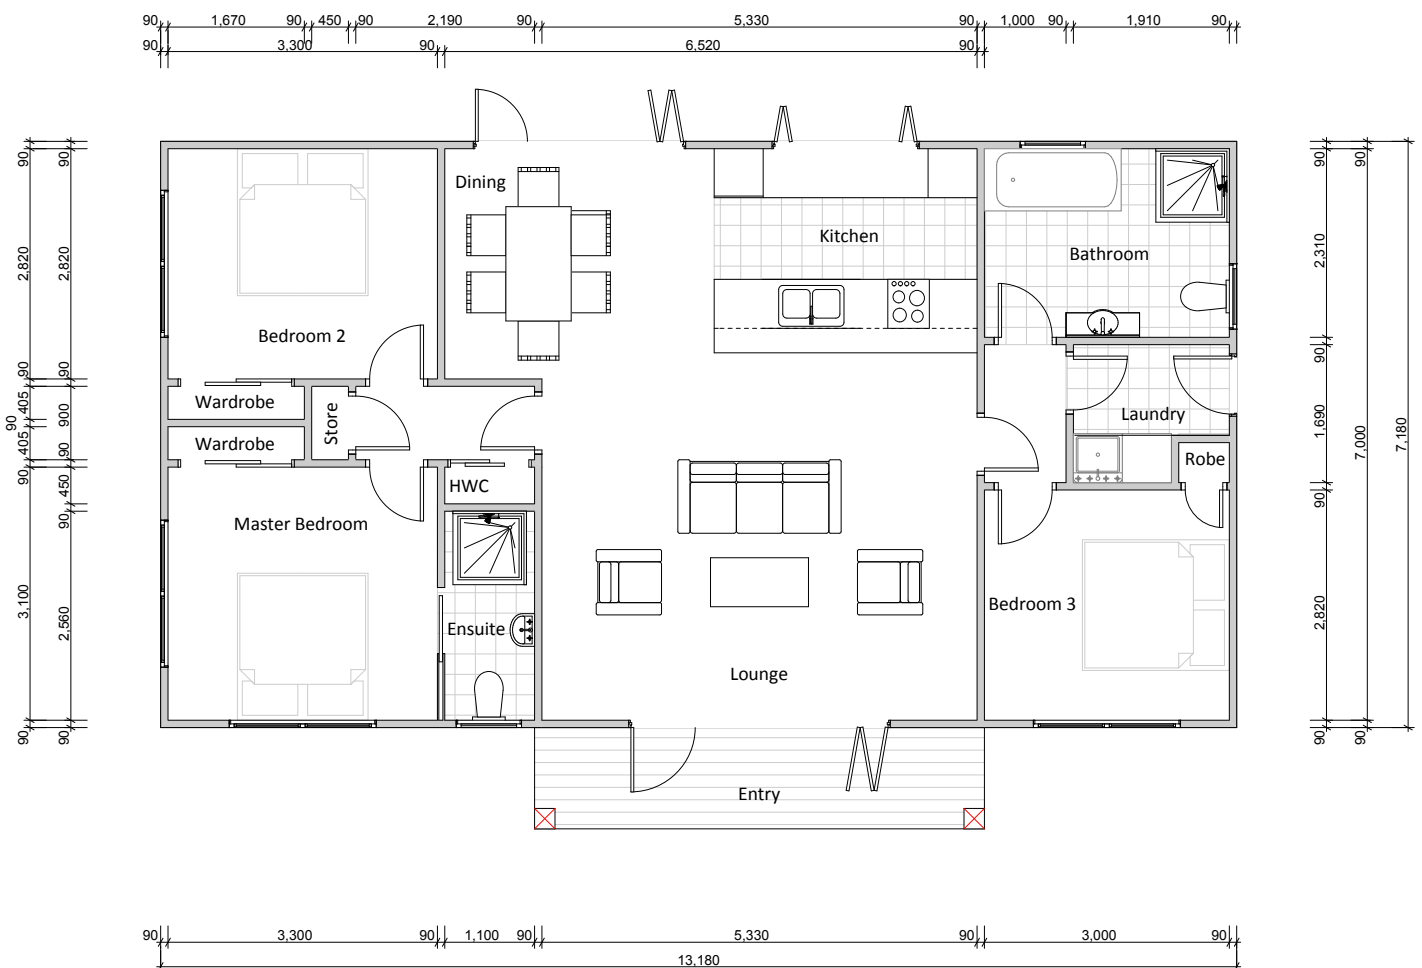 90 1,670 90 450 90 2,190 90 5,330 90 1,000 90 1,910 90
90 3,300 90 6,520 90
90 90
90 90
Dining
Kitchen
2,310
Bathroom
2,820 2,820
Bedroom 2
90 90
90
405
Wardrobe
900
Store
Laundry
1,690
90
7,000
7,180
405
Wardrobe
90
90
Robe
HWC
450
90
90
Master Bedroom
3,100
2,560
Bedroom 3
2,820
Ensuite
Lounge
90 90
90 90
Entry
90 3,300 90 1,100 90 5,330 90 3,000 90
13,180